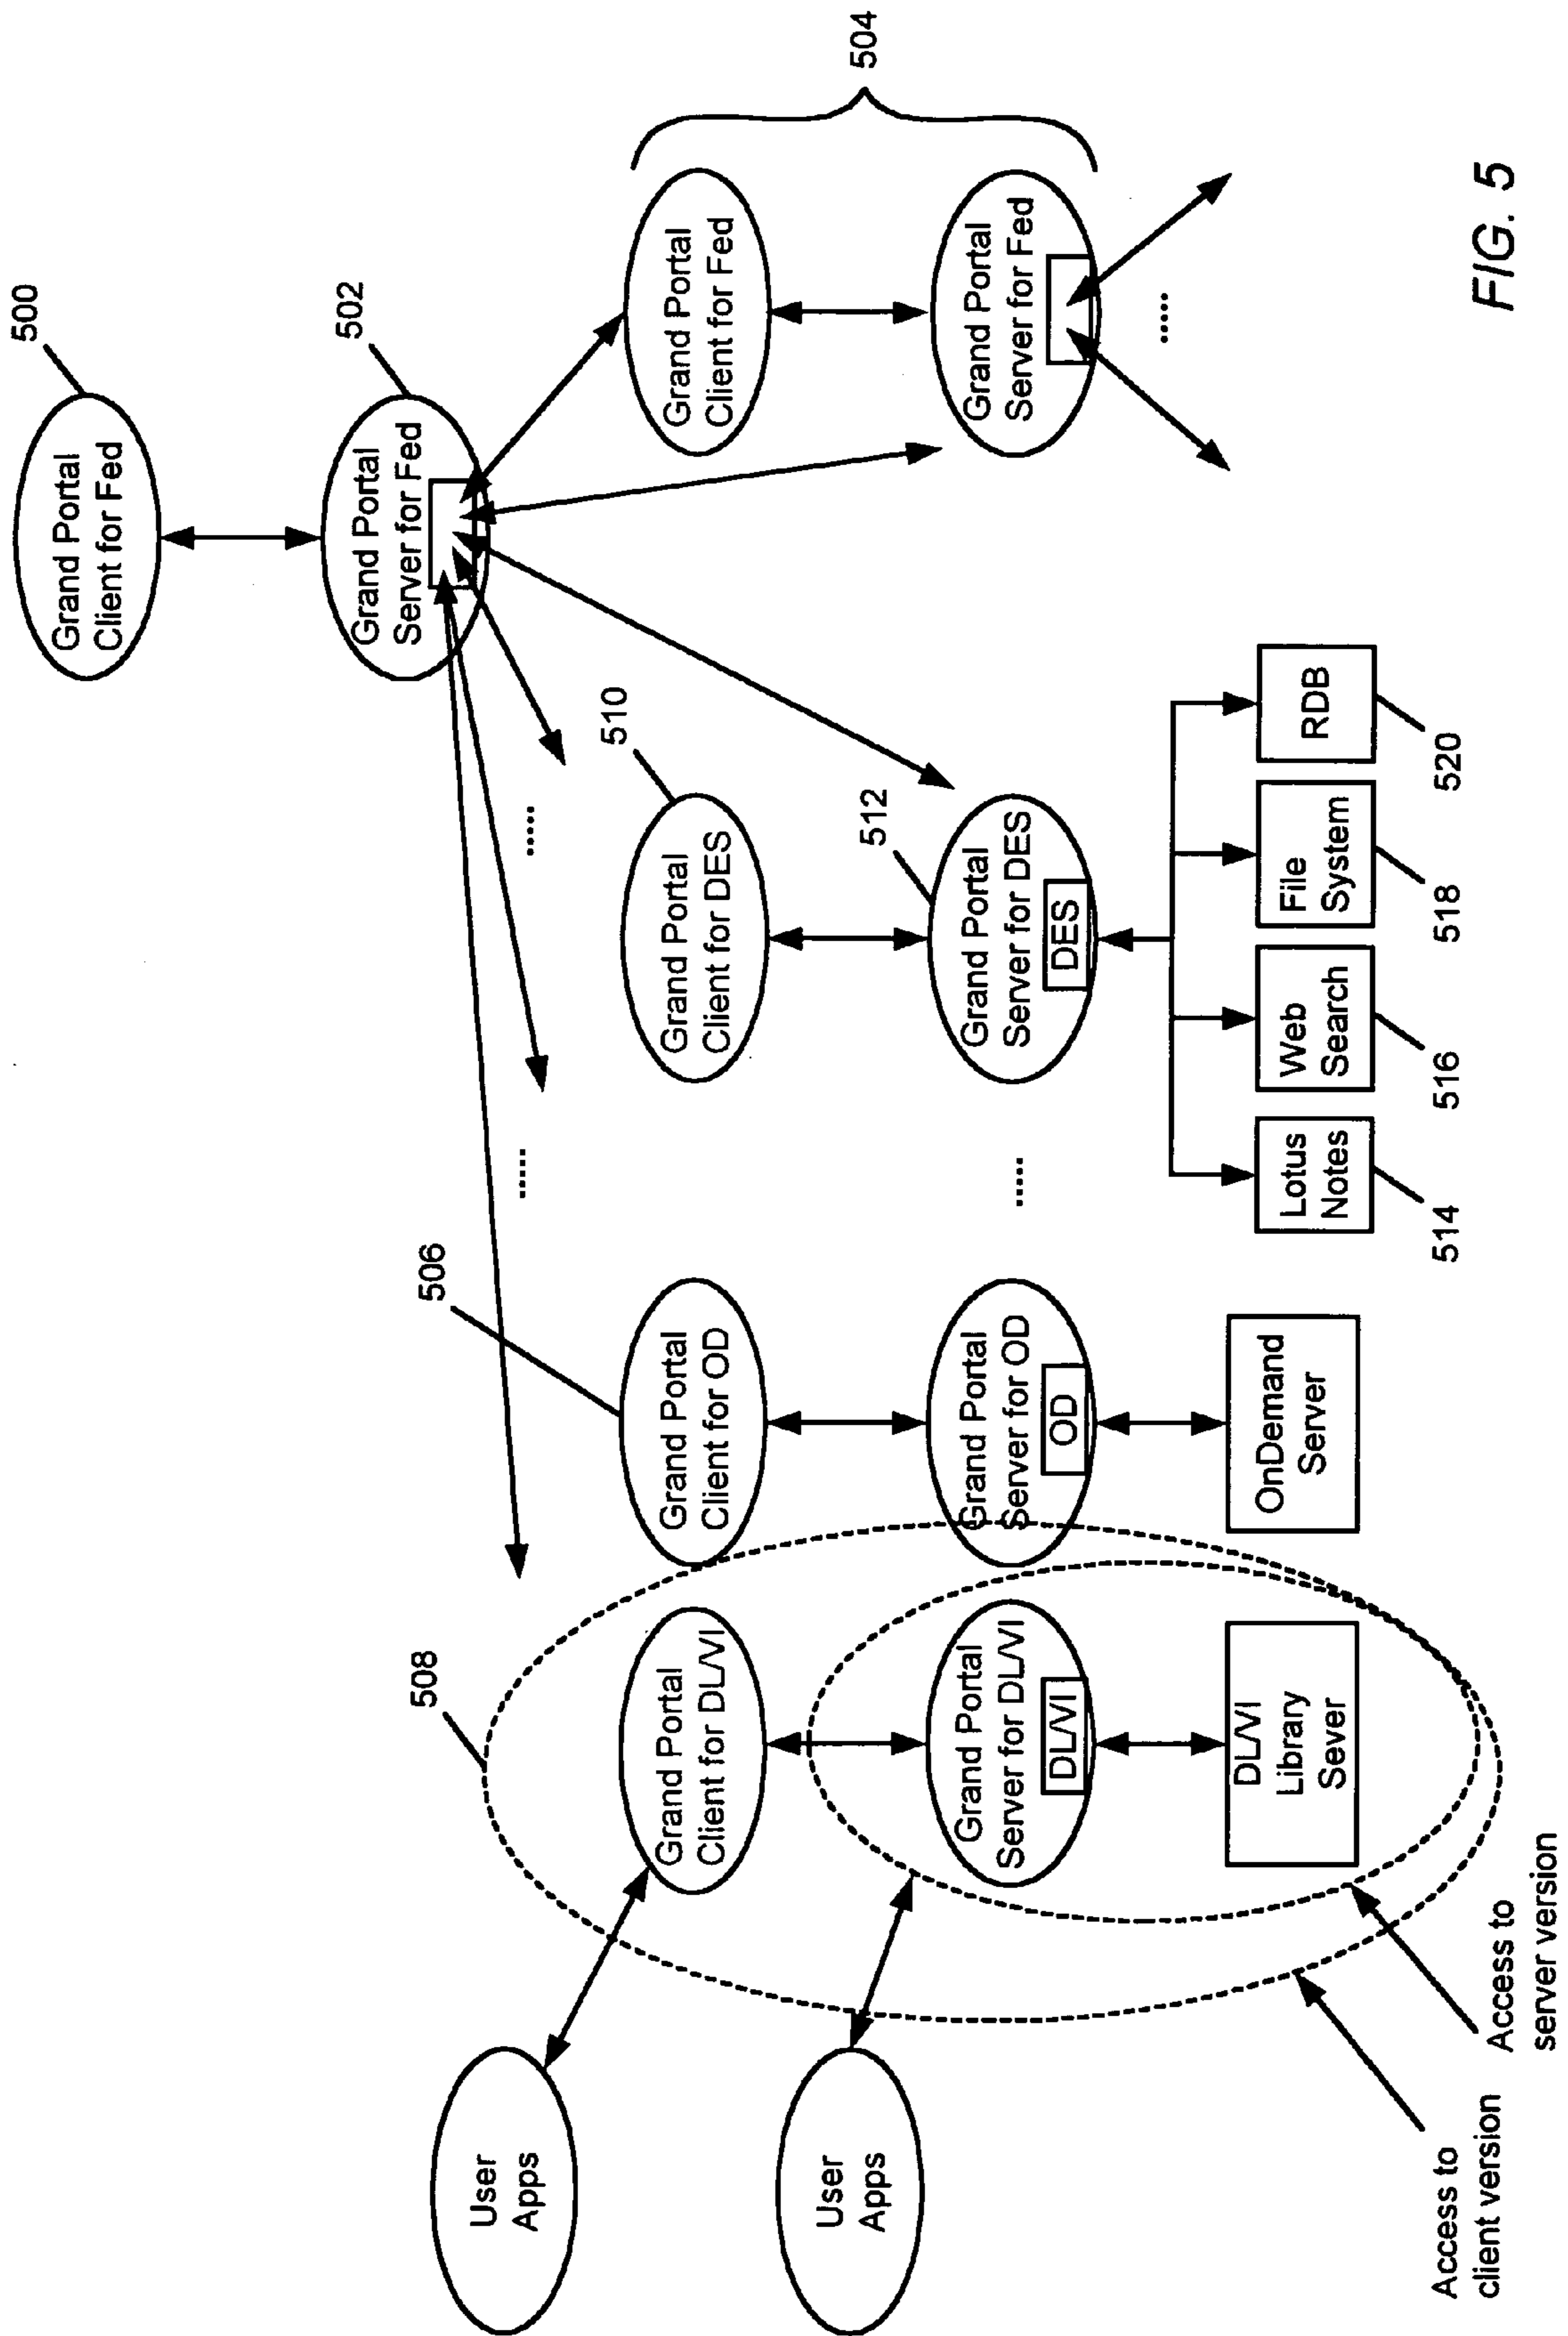 500
Grand Portal
Client for Fed
502
Grand Portal
Server for Fed
504
Grand Portal
Client for Fed
Grand Portal
Server for Fed
.....
.....
.....
506
508
510
User
Apps
Grand Portal
Client for DL/VI
Grand Portal
Client for OD
Grand Portal
Client for DES
512
User
Apps
Grand Portal
Server for DL/VI
DL/VI
Grand Portal
Server for OD
OD
.....
Grand Portal
Server for DES
DES
DL/VI
Library
Sever
OnDemand
Server
Lotus
Notes
Web
Search
File
System
RDB
514
516
518
520
Access to
client version
Access to
server version
FIG. 5